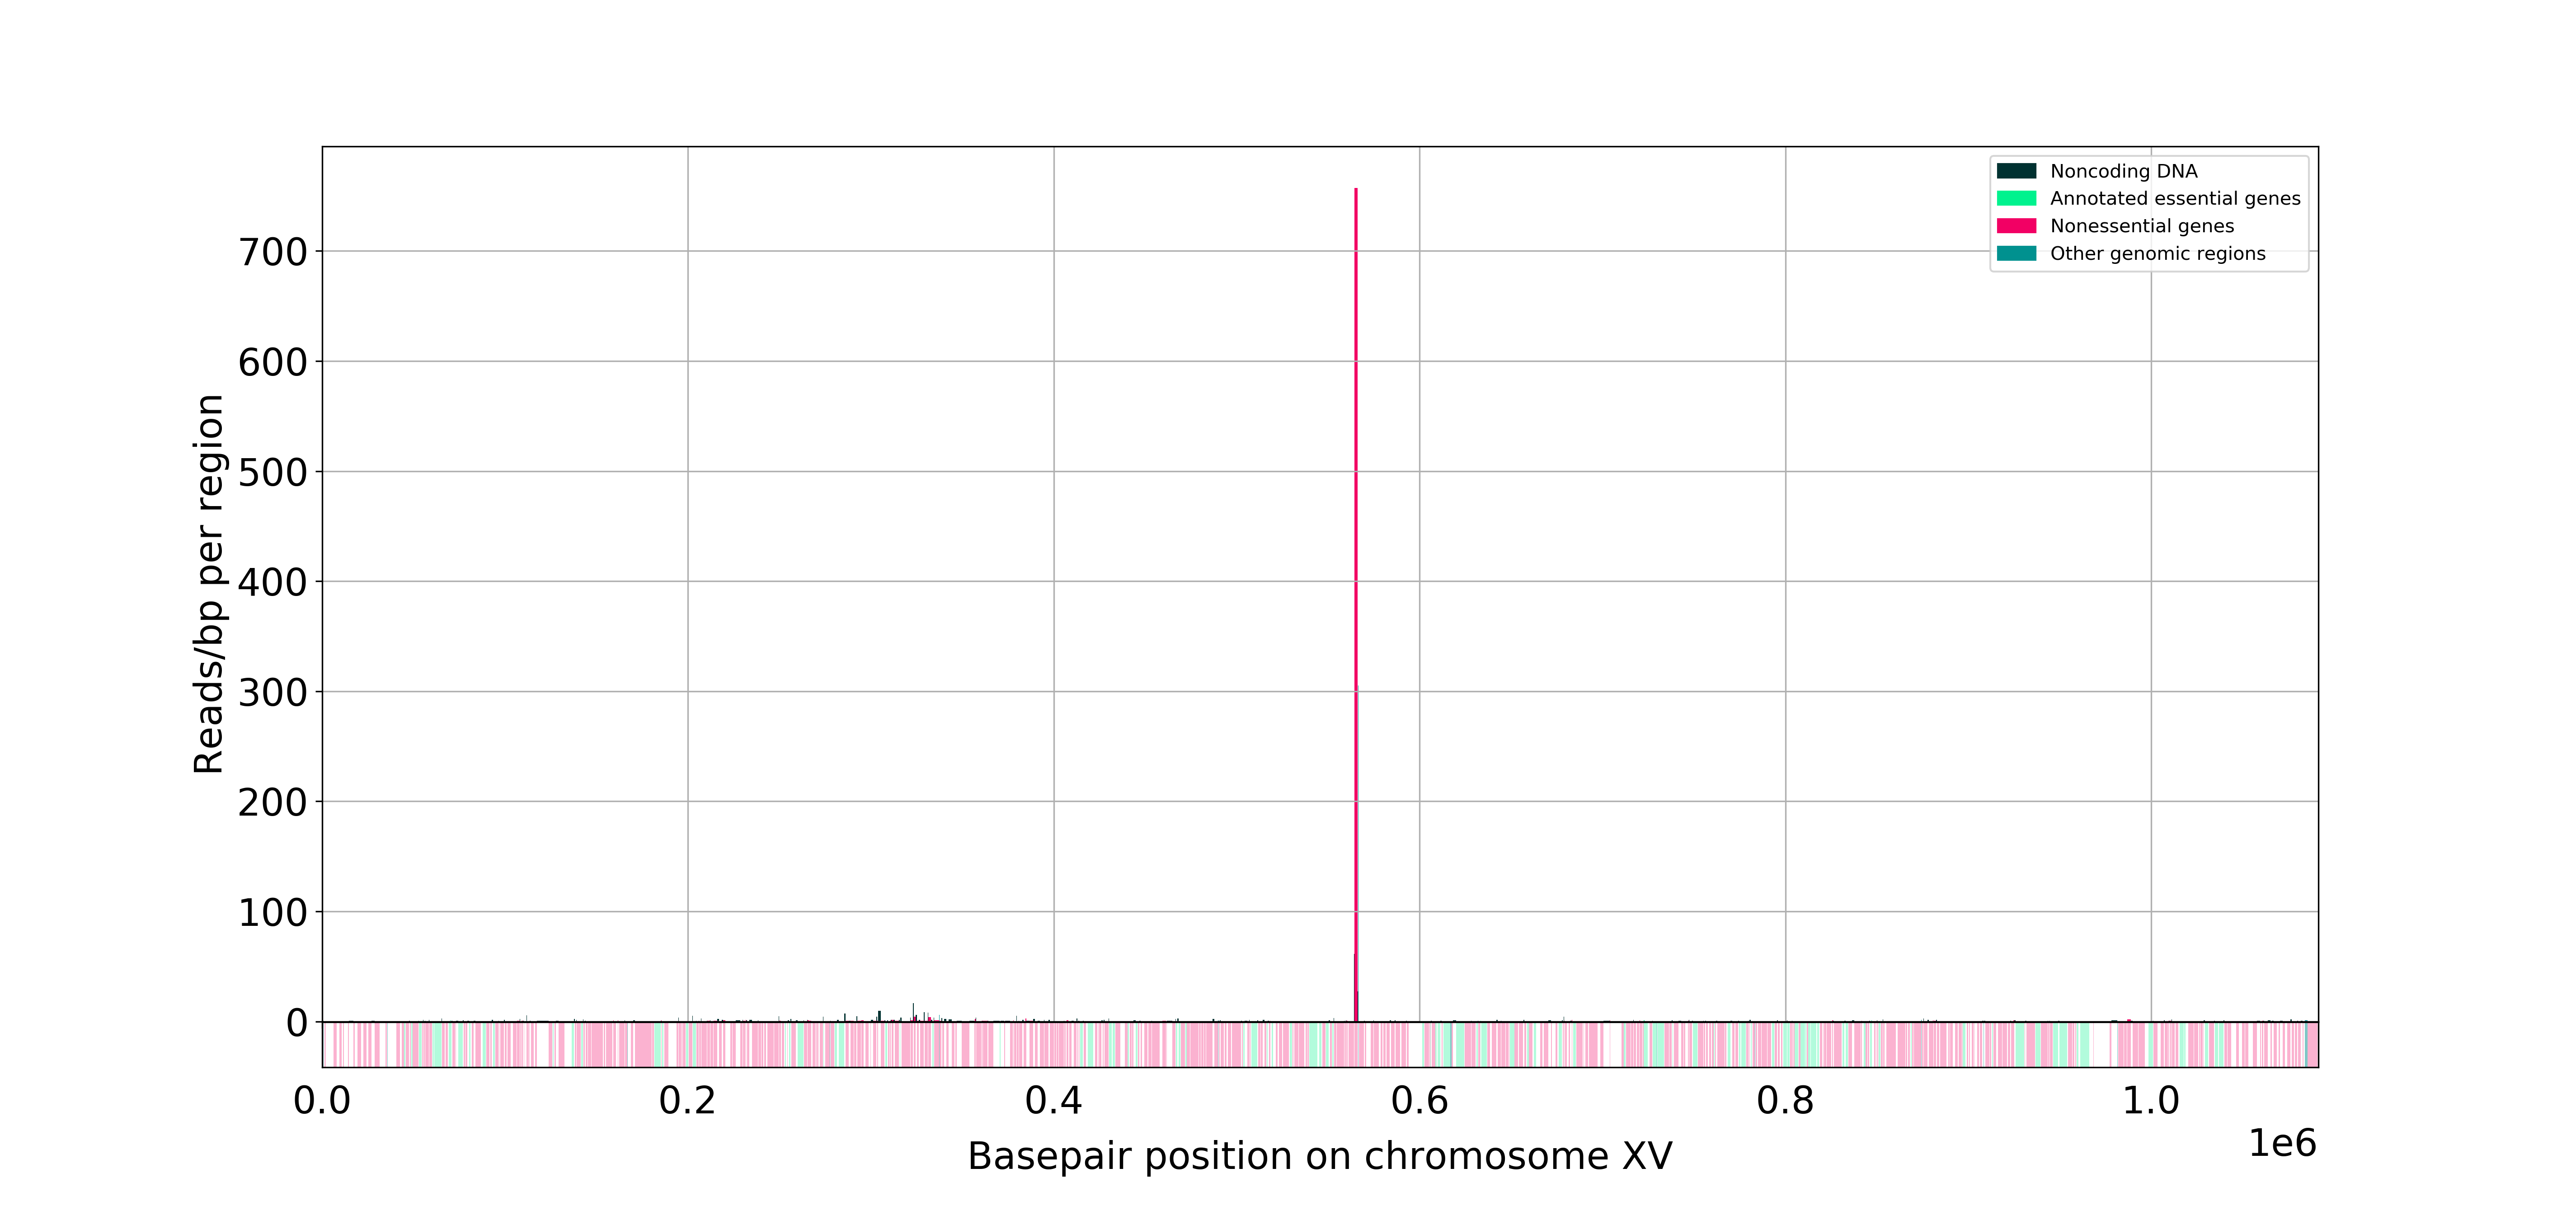 Noncoding DNA
Annotated essential genes
Nonessential genes
Other genomic regions
Reads/bp per region
700
600
500
400
300
200
100
0
0.0 0.2 0.4 0.6 0.8 1.0
1e6
Basepair position on chromosome XV